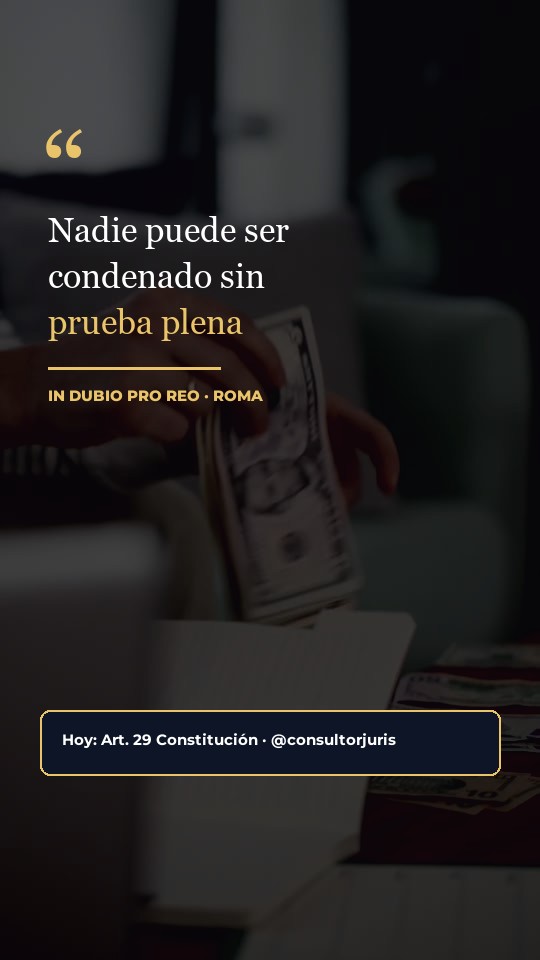 “
Nadie puede ser
condenado sin
prueba plena
IN DUBIO PRO REO · ROMA
Hoy: Art. 29 Constitución · @consultorjuris